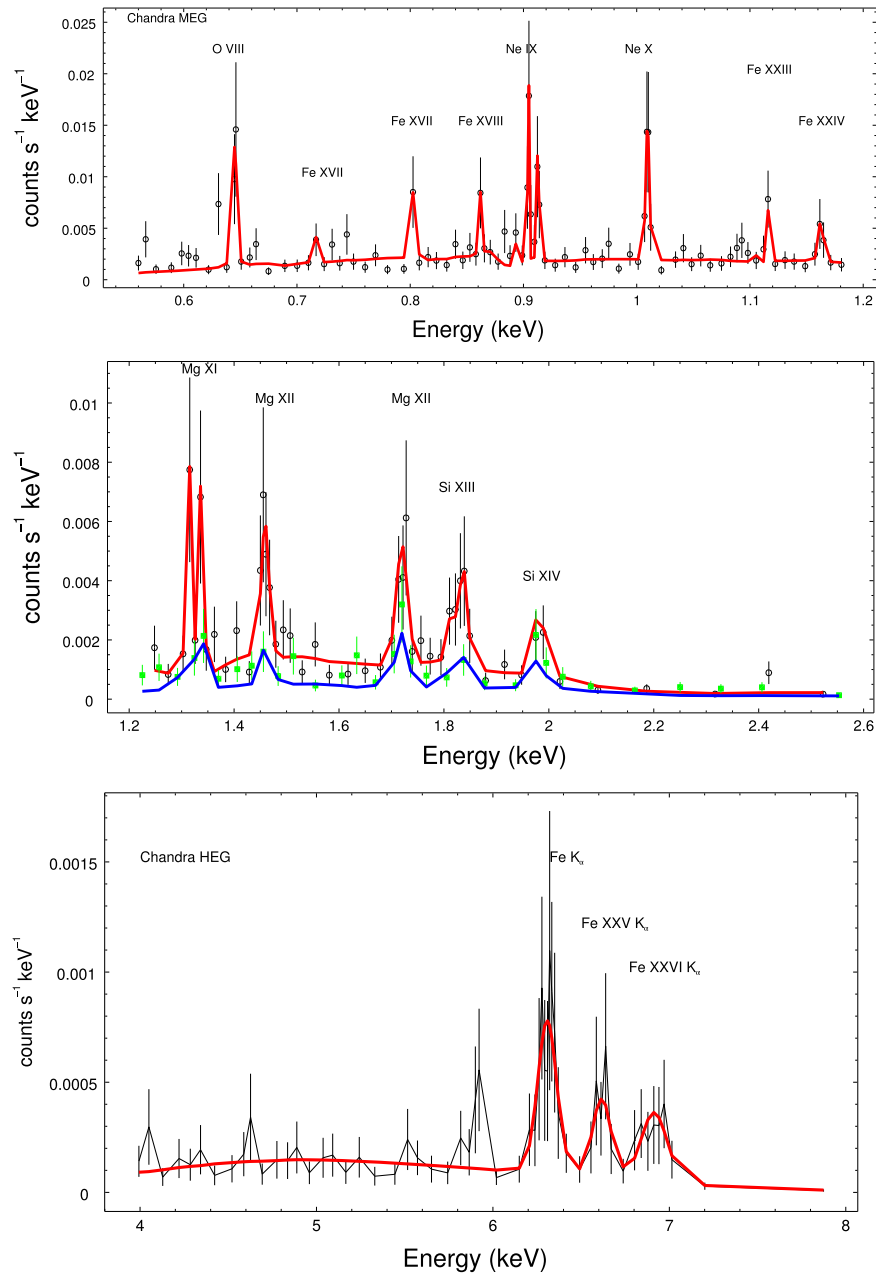 Chandra MEG
O VIII
Fe XVII
Fe XVII
Fe XVIII
Ne IX
Ne X
Fe XXIII
Fe XXIV
0.025
0.02
0.015
0.01
0.005
0
counts s⁻¹ keV⁻¹
0.6 0.7 0.8 0.9 1 1.1 1.2
Energy (keV)
Mg XI
Mg XII
Mg XII
Si XIII
Si XIV
0.01
0.008
0.006
0.004
0.002
0
counts s⁻¹ keV⁻¹
1.2 1.4 1.6 1.8 2 2.2 2.4 2.6
Energy (keV)
Chandra HEG
Fe Kα
Fe XXV Kα
Fe XXVI Kα
0.0015
0.001
0.0005
0
counts s⁻¹ keV⁻¹
4 5 6 7 8
Energy (keV)